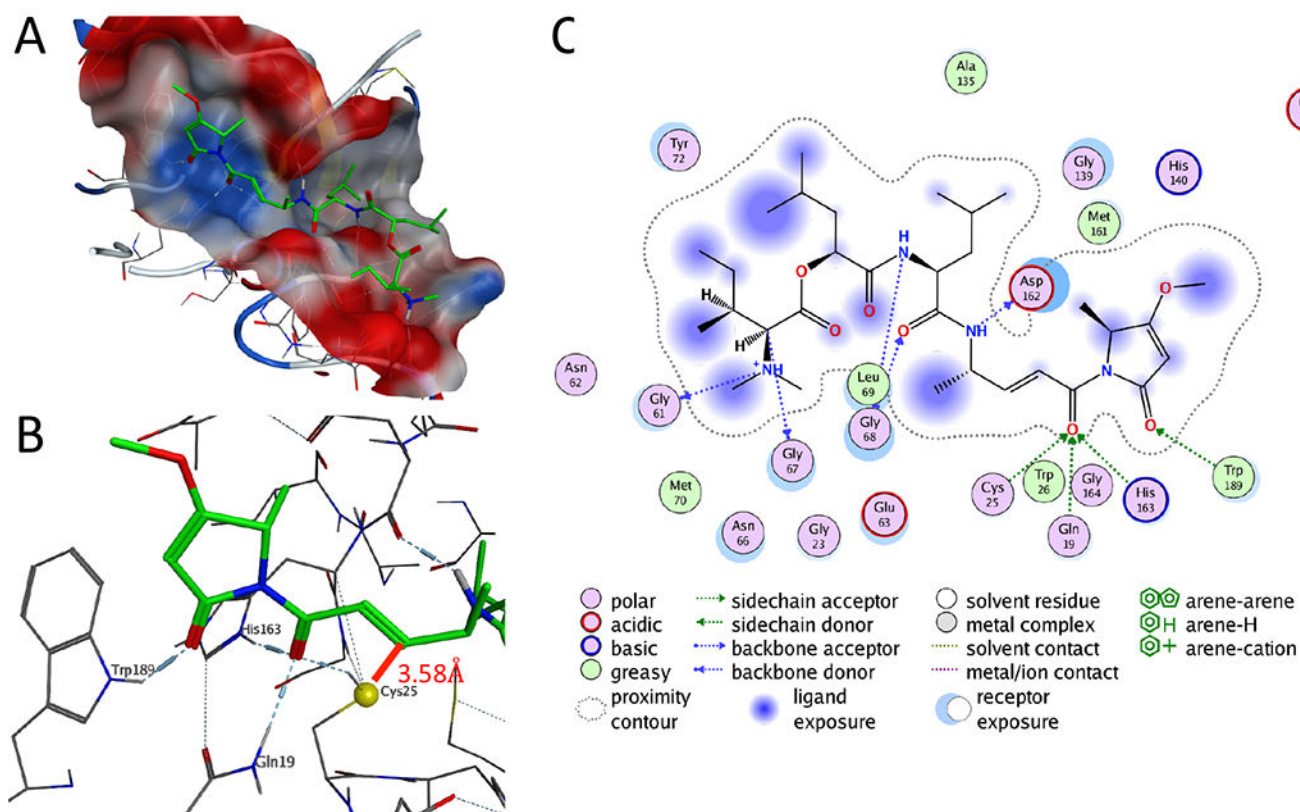 A
B
Trp189
His163
Cys25
3.58Å
Gln19
C
Ala
135
Tyr
72
Gly
139
His
140
Met
161
Asp
162
Asn
62
Gly
61
Leu
69
Gly
68
Gly
67
Met
70
Asn
66
Gly
23
Glu
63
Cys
25
Trp
26
Gly
164
His
163
Gln
19
Trp
189
H
N
O
O
O
H
H
O
NH
+
O
NH
O
N
O
O
polar
acidic
basic
greasy
proximity
contour
sidechain acceptor
sidechain donor
backbone acceptor
backbone donor
ligand
exposure
solvent residue
metal complex
solvent contact
metal/ion contact
receptor
exposure
arene-arene
H arene-H
+ arene-cation